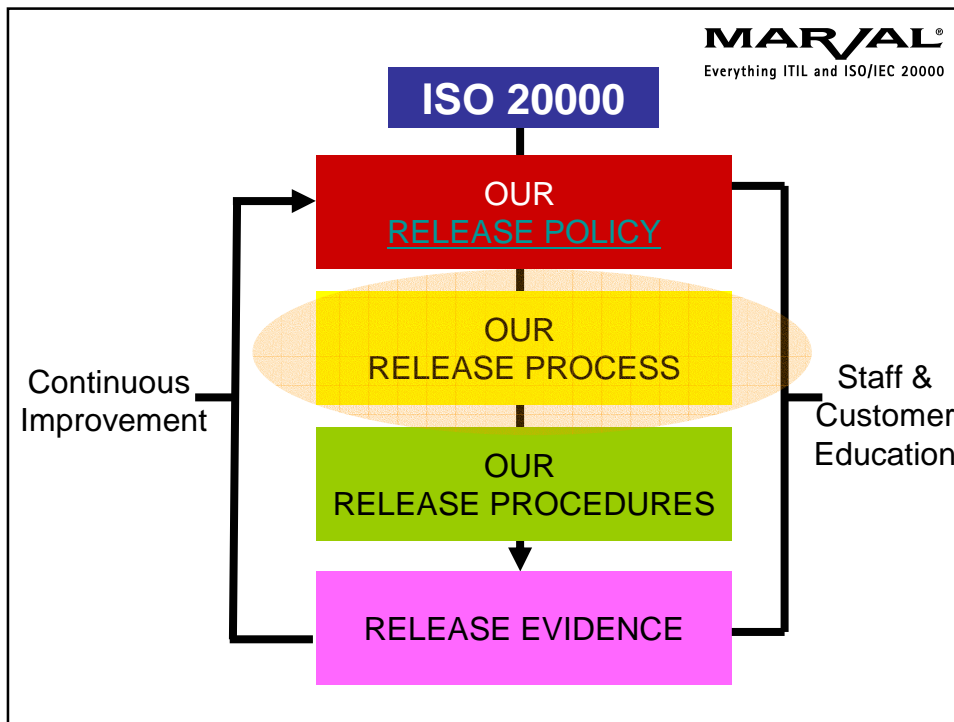 MARVAL®
Everything ITIL and ISO/IEC 20000
ISO 20000
OUR
RELEASE POLICY
OUR
RELEASE PROCESS
Continuous
Improvement
Staff &
Customer
Education
OUR
RELEASE PROCEDURES
RELEASE EVIDENCE